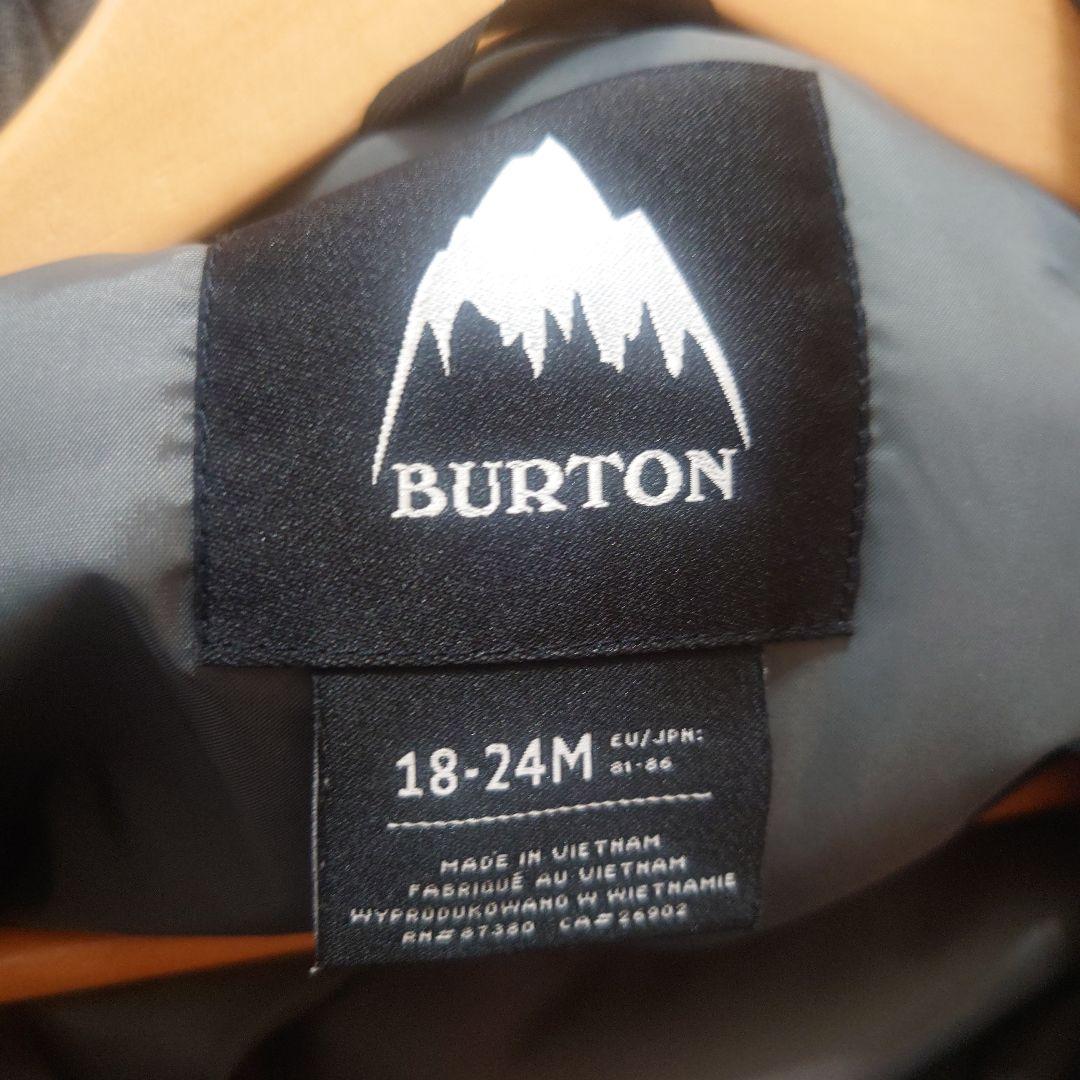 BURTON
18-24M EU/JPN:
81-86
MADE IN VIETNAM
FABRIQUÉ AU VIETNAM
WYPRODUKOWANO W WIETNAMIE
RN# 87380 CA# 26902